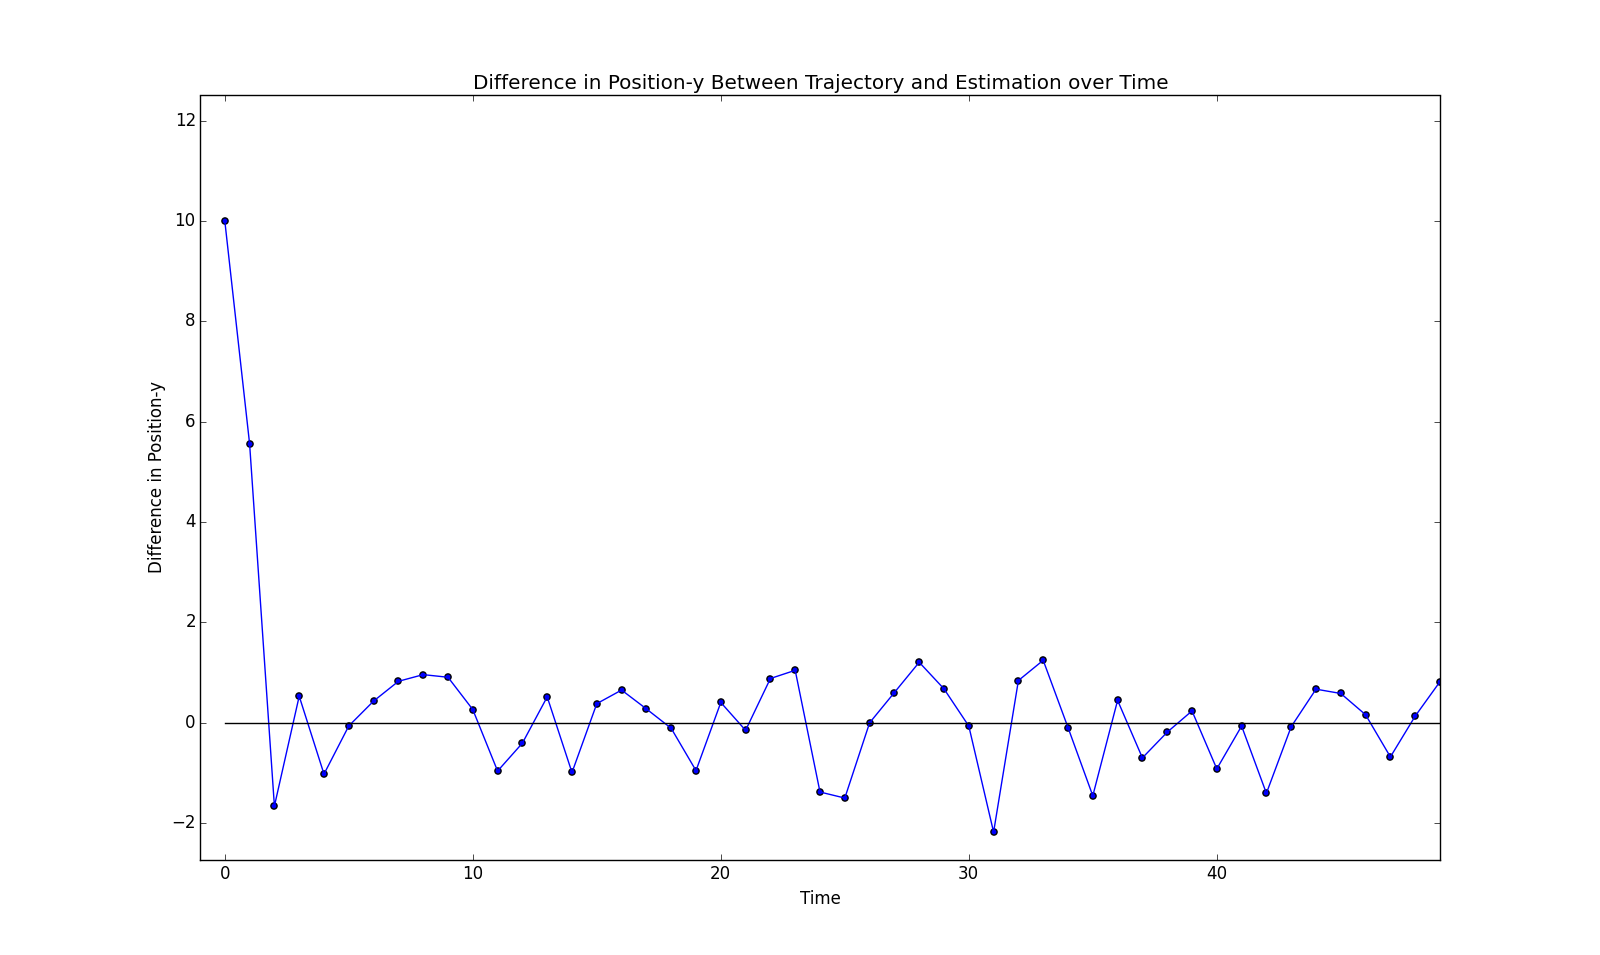 Difference in Position-y Between Trajectory and Estimation over Time
12
10
8
6
4
2
0
−2
Difference in Position-y
0 10 20 30 40
Time